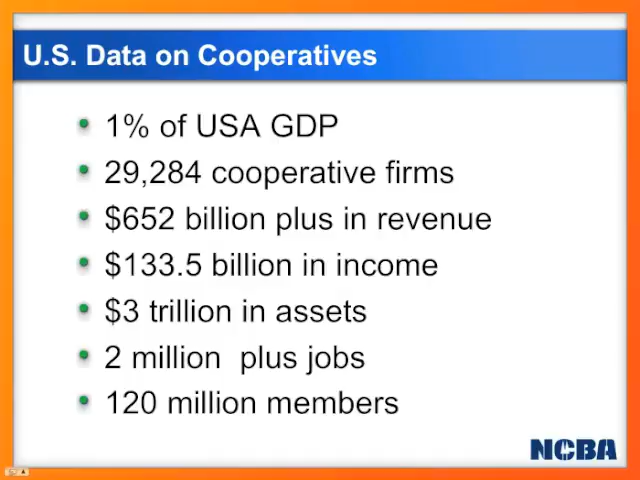 U.S. Data on Cooperatives
• 1% of USA GDP
• 29,284 cooperative firms
• $652 billion plus in revenue
• $133.5 billion in income
• $3 trillion in assets
• 2 million  plus jobs
• 120 million members
NCBA